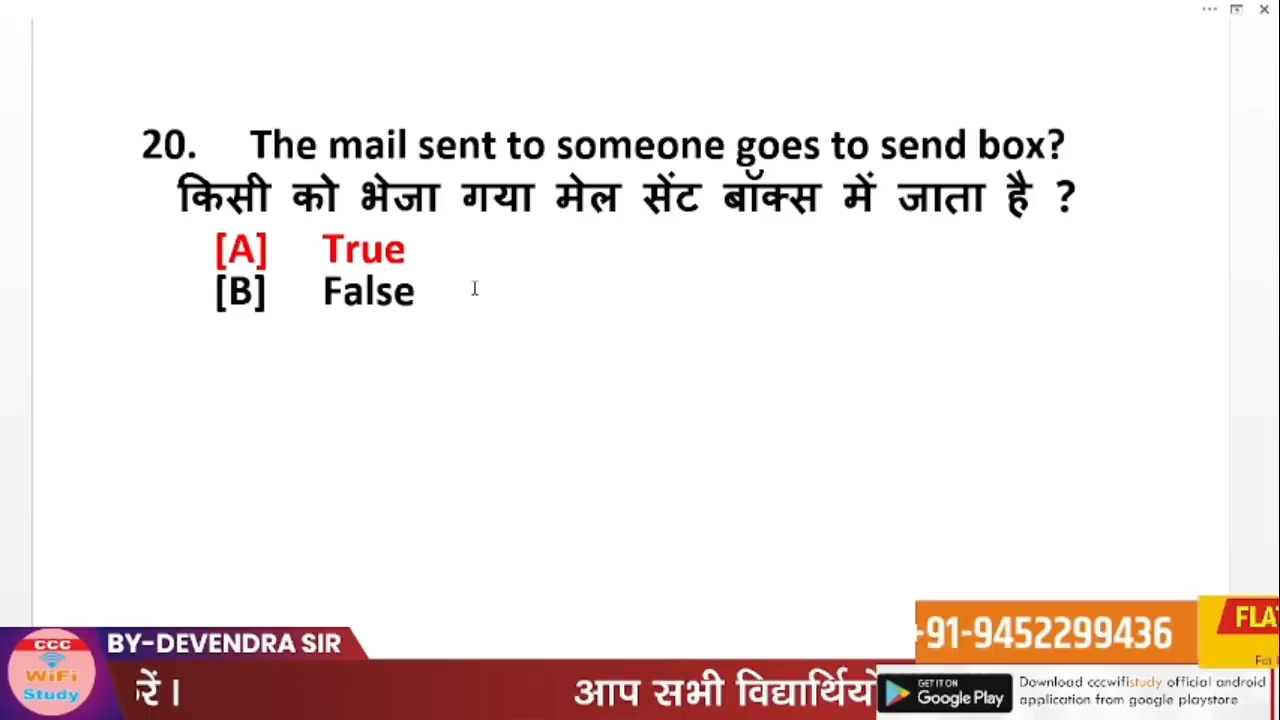 20. The mail sent to someone goes to send box?
किसी को भेजा गया मेल सेंट बॉक्स में जाता है ?
[A] True
[B] False
+91-9452299436
CCC
WiFi
Study
BY-DEVENDRA SIR
आप सभी विद्यार्थियों
GET IT ON
Google Play
Download cccwifistudy official android
application from google playstore